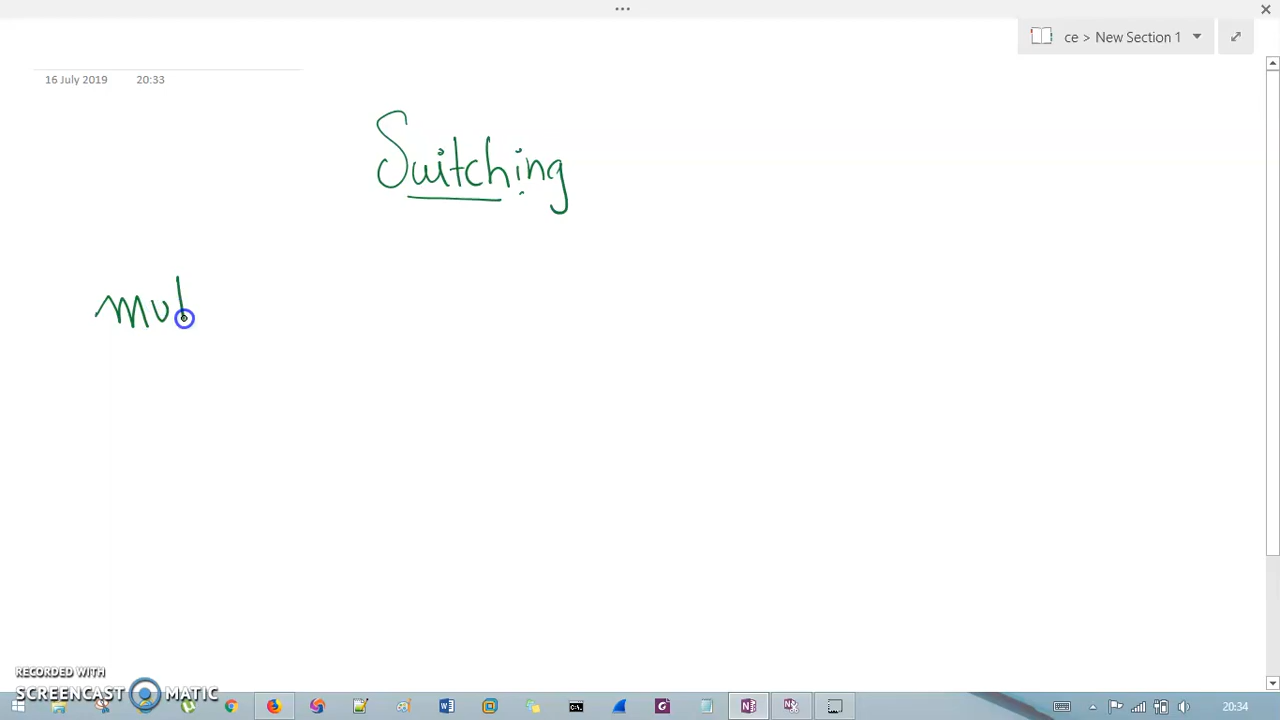 ce > New Section 1
16 July 2019 20:33
Switching
mul
RECORDED WITH
SCREENCAST MATIC
20:34